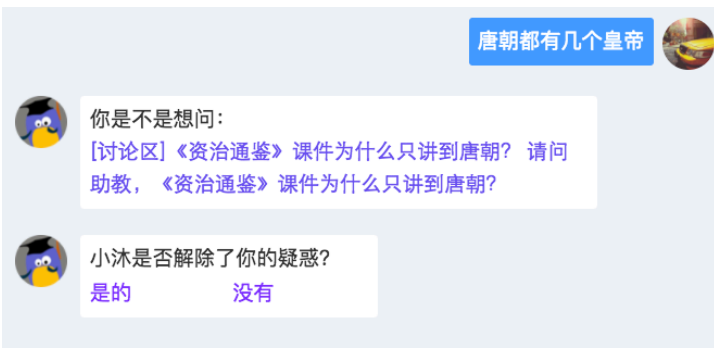 唐朝都有几个皇帝
你是不是想问:
[讨论区]《资治通鉴》课件为什么只讲到唐朝? 请问
助教,《资治通鉴》课件为什么只讲到唐朝?
小沐是否解除了你的疑惑?
是的 没有